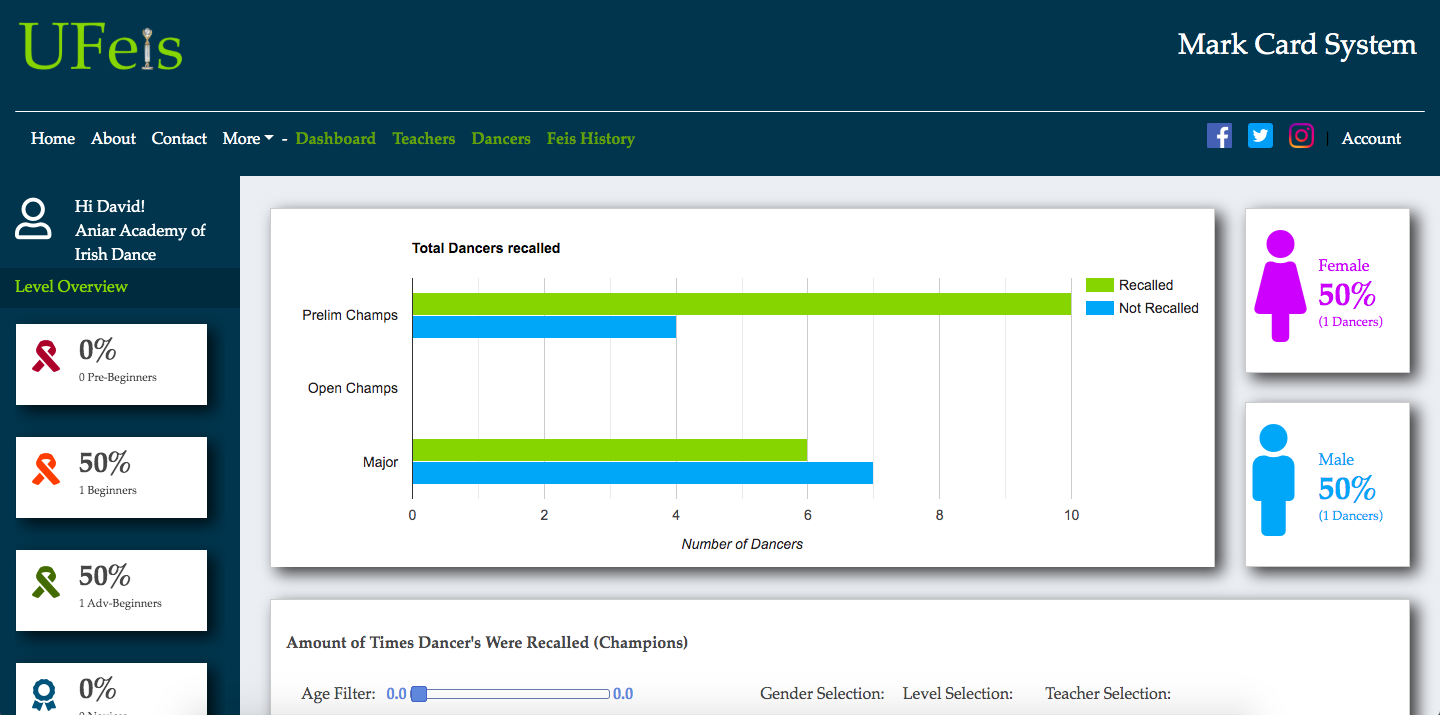 UFeis
Mark Card System
Home About Contact More - Dashboard Teachers Dancers Feis History
| Account
Hi David!
Aniar Academy of
Irish Dance
Level Overview
0%
0 Pre-Beginners
50%
1 Beginners
50%
1 Adv-Beginners
0%
Total Dancers recalled
Recalled
Not Recalled
Prelim Champs
Open Champs
Major
0 2 4 6 8 10
Number of Dancers
Female
50%
(1 Dancers)
Male
50%
(1 Dancers)
Amount of Times Dancer's Were Recalled (Champions)
Age Filter: 0.0 0.0 Gender Selection: Level Selection: Teacher Selection: